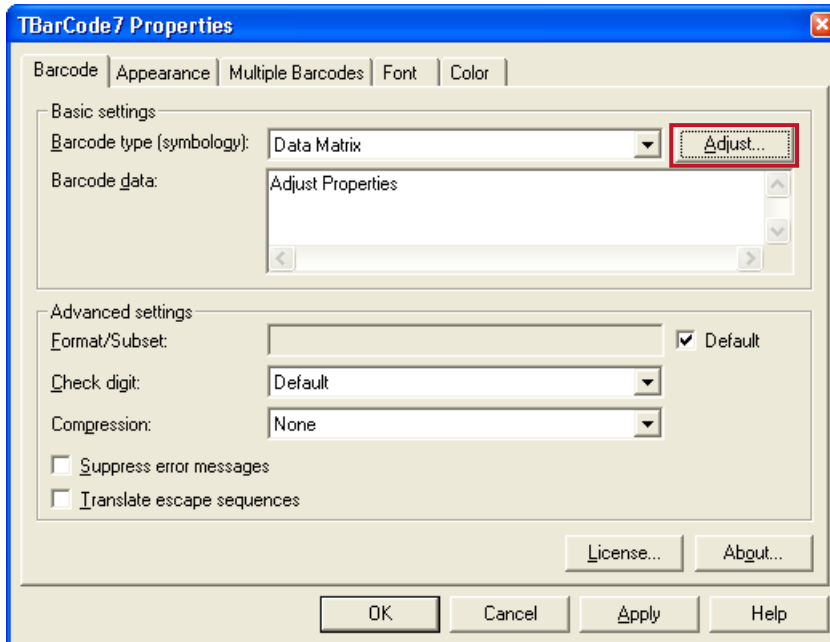 TBarCode7 Properties
Barcode Appearance Multiple Barcodes Font Color
Basic settings
Barcode type (symbology): Data Matrix Adjust...
Barcode data: Adjust Properties
Advanced settings
Format/Subset: Default
Check digit: Default
Compression: None
Suppress error messages
Translate escape sequences
License... About...
OK Cancel Apply Help